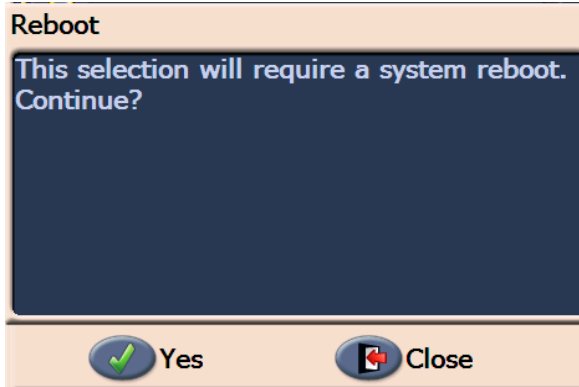 Reboot
This selection will require a system reboot.
Continue?
Yes
Close